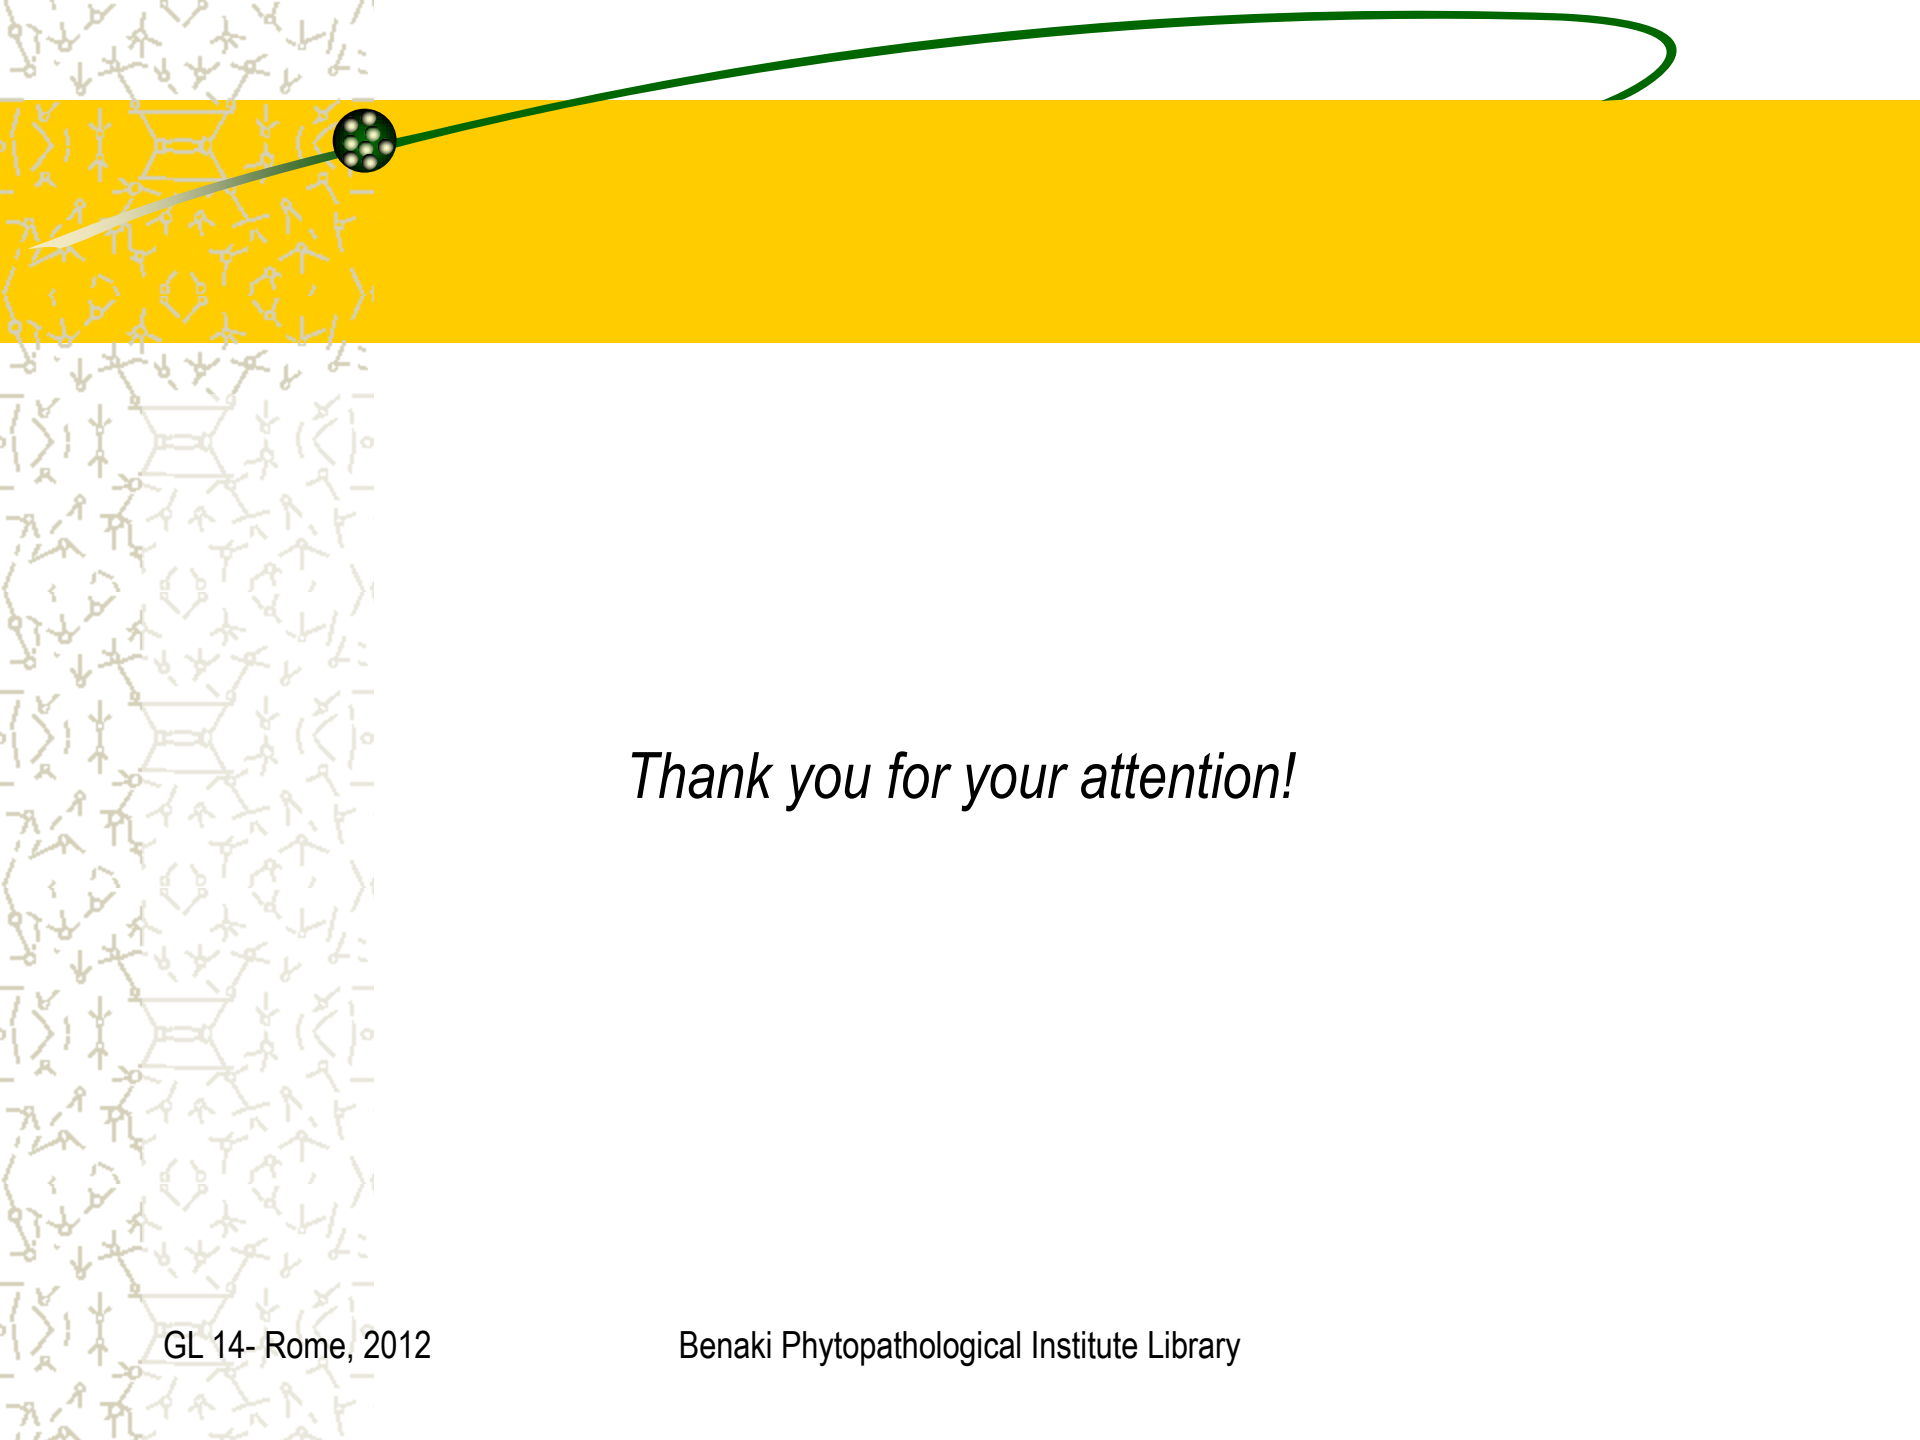 Thank you for your attention!
GL 14- Rome, 2012
Benaki Phytopathological Institute Library